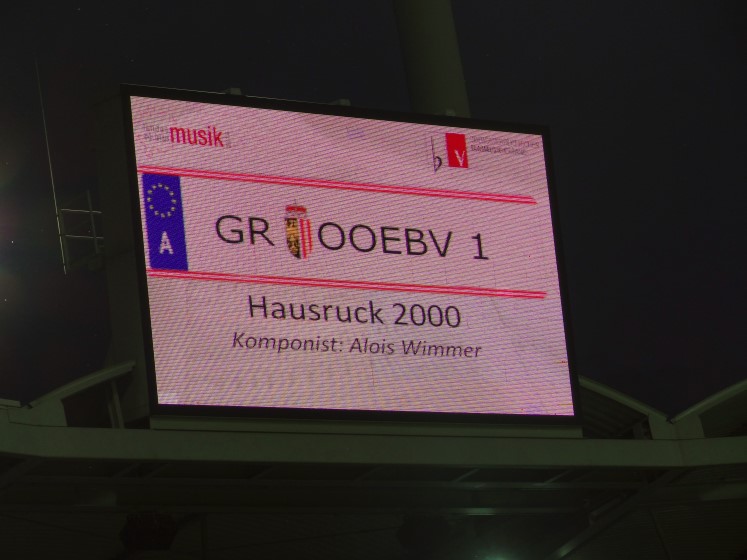 musik
b v
A
GR OOEBV 1
Hausruck 2000
Komponist: Alois Wimmer